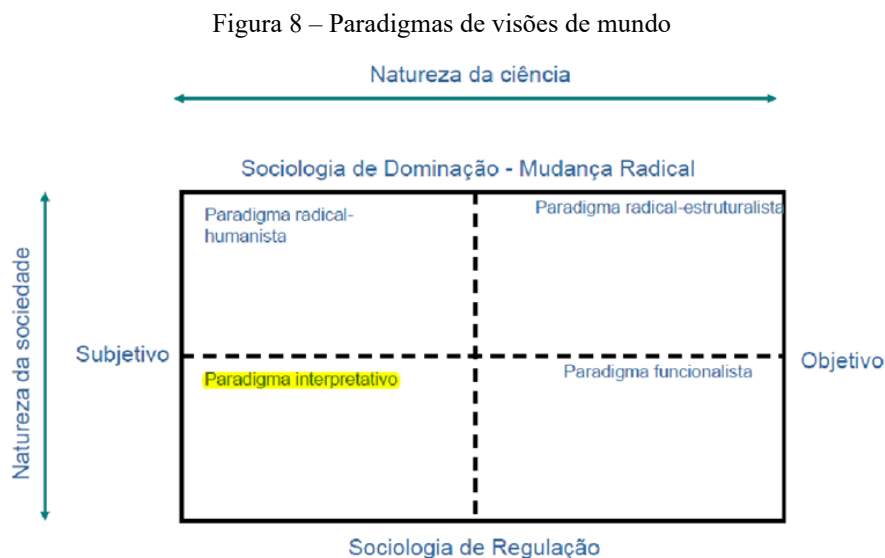 Figura 8 – Paradigmas de visões de mundo
Natureza da ciência
Sociologia de Dominação - Mudança Radical
Paradigma radical-
humanista
Paradigma radical-estruturalista
Natureza da sociedade
Subjetivo
Objetivo
Paradigma interpretativo
Paradigma funcionalista
Sociologia de Regulação